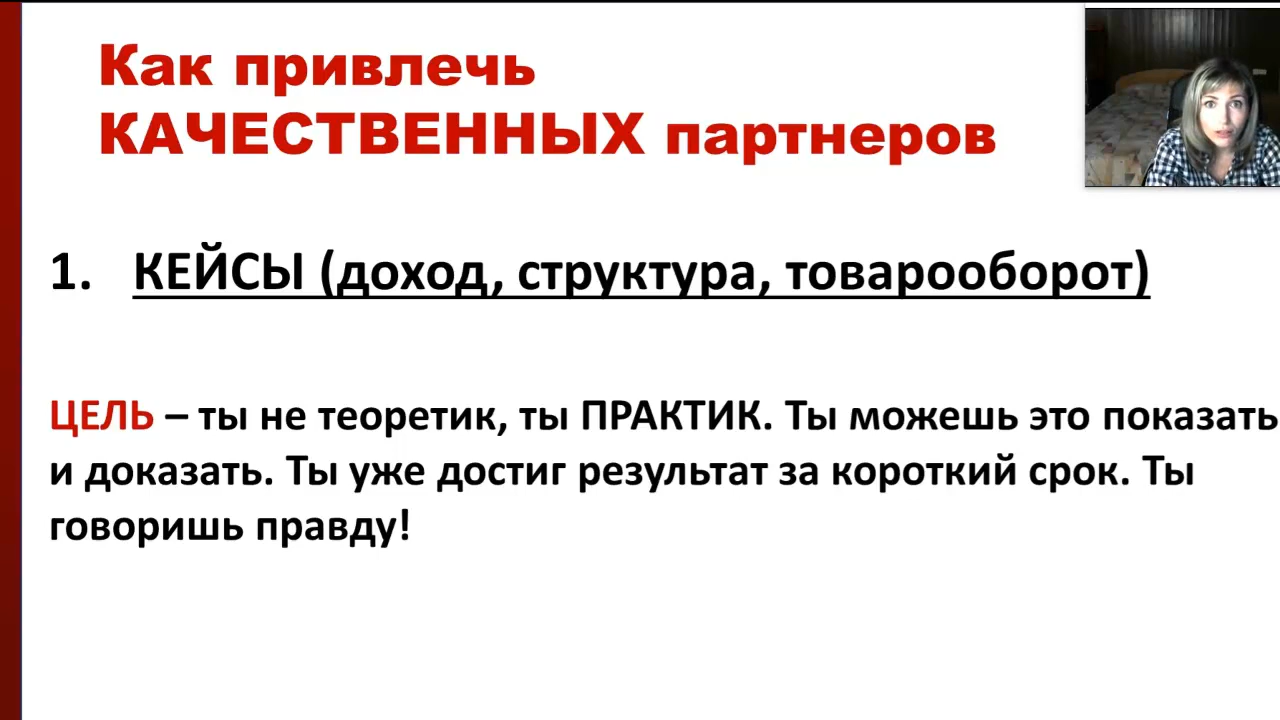 Как привлечь
КАЧЕСТВЕННЫХ партнеров
1. КЕЙСЫ (доход, структура, товарооборот)
ЦЕЛЬ – ты не теоретик, ты ПРАКТИК. Ты можешь это показать
и доказать. Ты уже достиг результат за короткий срок. Ты
говоришь правду!